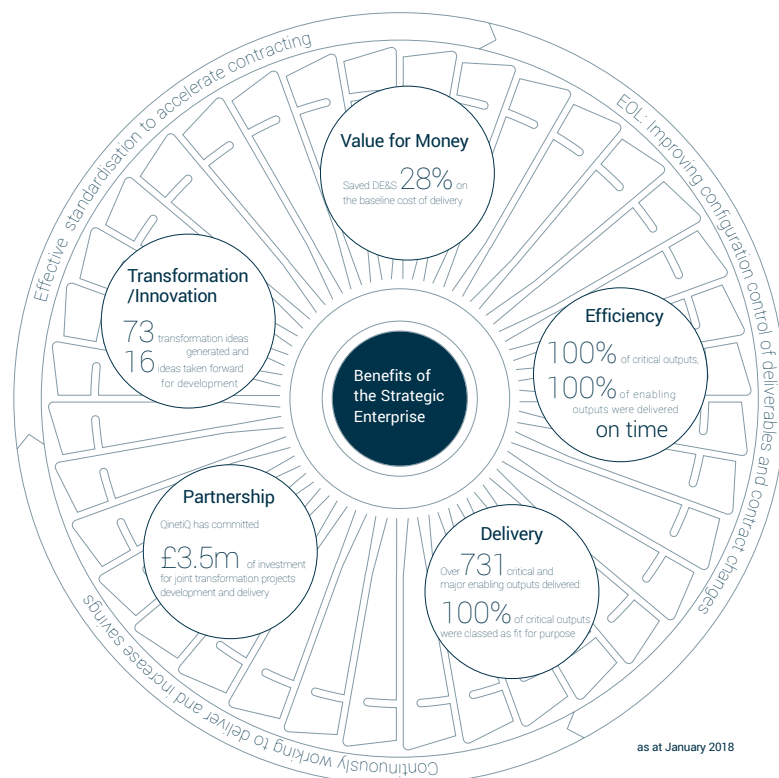 Effective standardisation to accelerate contracting
EOL: Improving configuration control of deliverables and contract changes
Value for Money
Saved DE&S 28% on
the baseline cost of delivery
Transformation
/Innovation
73 transformation ideas
generated and
16 ideas taken forward
for development
Efficiency
100% of critical outputs,
100% of enabling
outputs were delivered
on time
Benefits of
the Strategic
Enterprise
Partnership
QinetiQ has committed
£3.5m of investment
for joint transformation projects
development and delivery
Delivery
Over 731 critical and
major enabling outputs delivered
100% of critical outputs
were classed as fit for purpose
Continuously working to deliver and increase savings
as at January 2018